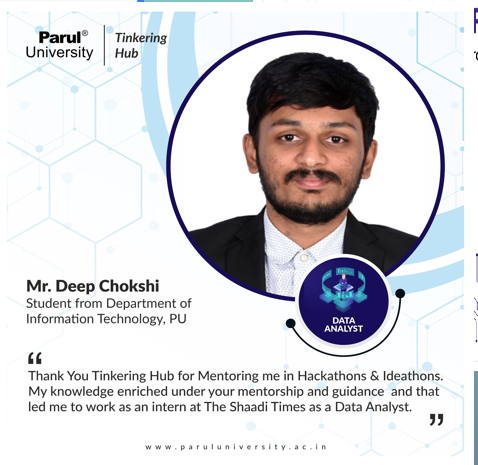 Parul®
University
Tinkering
Hub
Mr. Deep Chokshi
Student from Department of
Information Technology, PU
DATA
ANALYST
“
Thank You Tinkering Hub for Mentoring me in Hackathons & Ideathons.
My knowledge enriched under your mentorship and guidance and that
led me to work as an intern at The Shaadi Times as a Data Analyst.
”
www.paruluniversity.ac.in